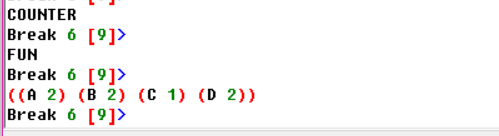 COUNTER
Break 6 [9]>
FUN
Break 6 [9]>
((A 2) (B 2) (C 1) (D 2))
Break 6 [9]>